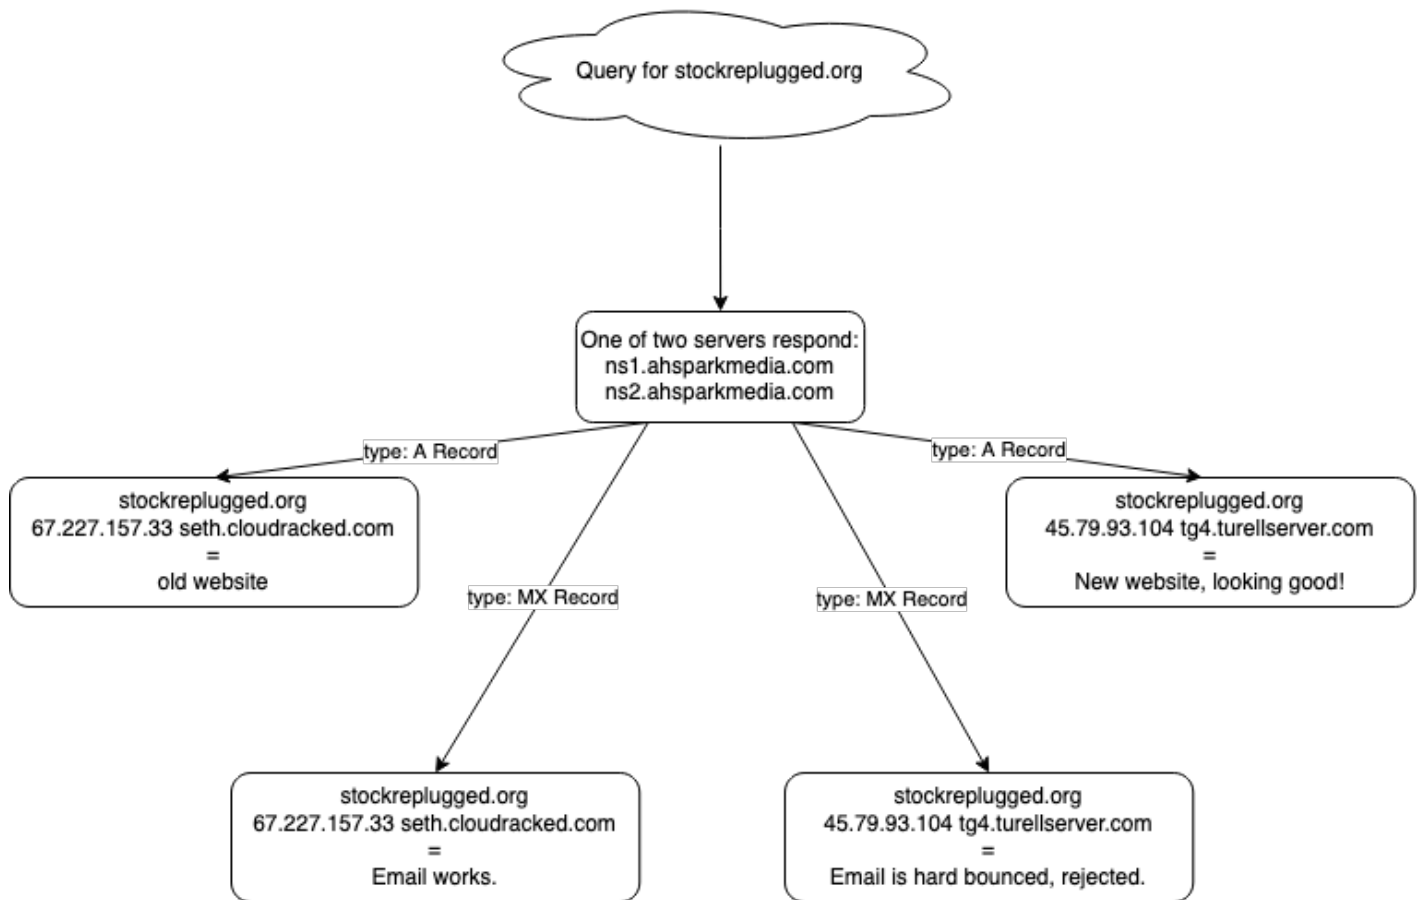 Query for stockreplugged.org
One of two servers respond:
ns1.ahsparkmedia.com
ns2.ahsparkmedia.com
type: A Record
type: A Record
stockreplugged.org
67.227.157.33 seth.cloudracked.com
=
old website
stockreplugged.org
45.79.93.104 tg4.turellserver.com
=
New website, looking good!
type: MX Record
type: MX Record
stockreplugged.org
67.227.157.33 seth.cloudracked.com
=
Email works.
stockreplugged.org
45.79.93.104 tg4.turellserver.com
=
Email is hard bounced, rejected.